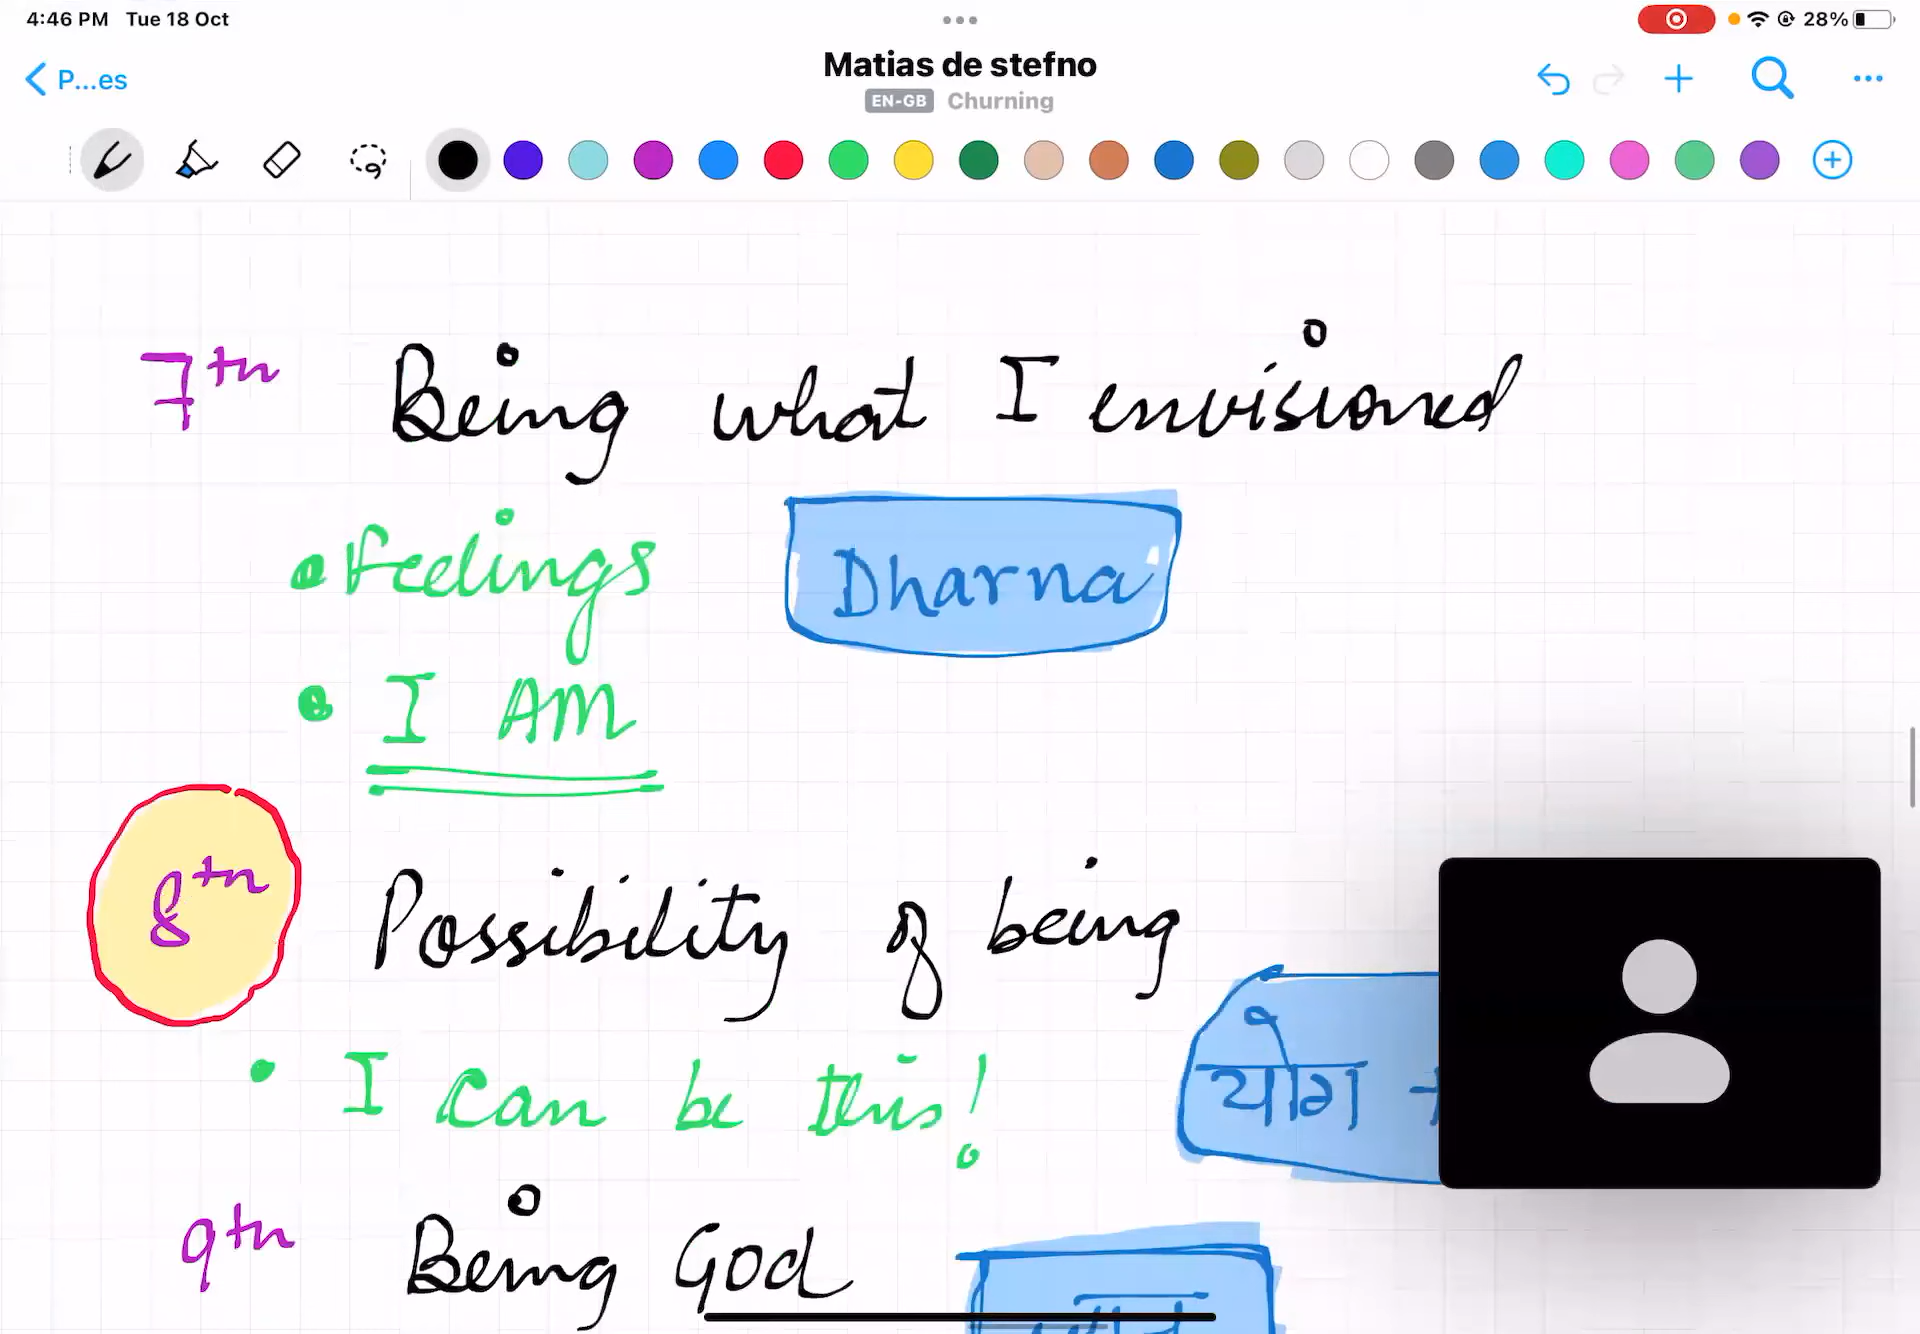 4:46 PM Tue 18 Oct
28%
P...es
Matias de stefno
EN-GB Churning
7th Being what I envisioned
• Feelings
Dharna
• I AM
8th Possibility of being
• I can be this!
योग +
9th Being God